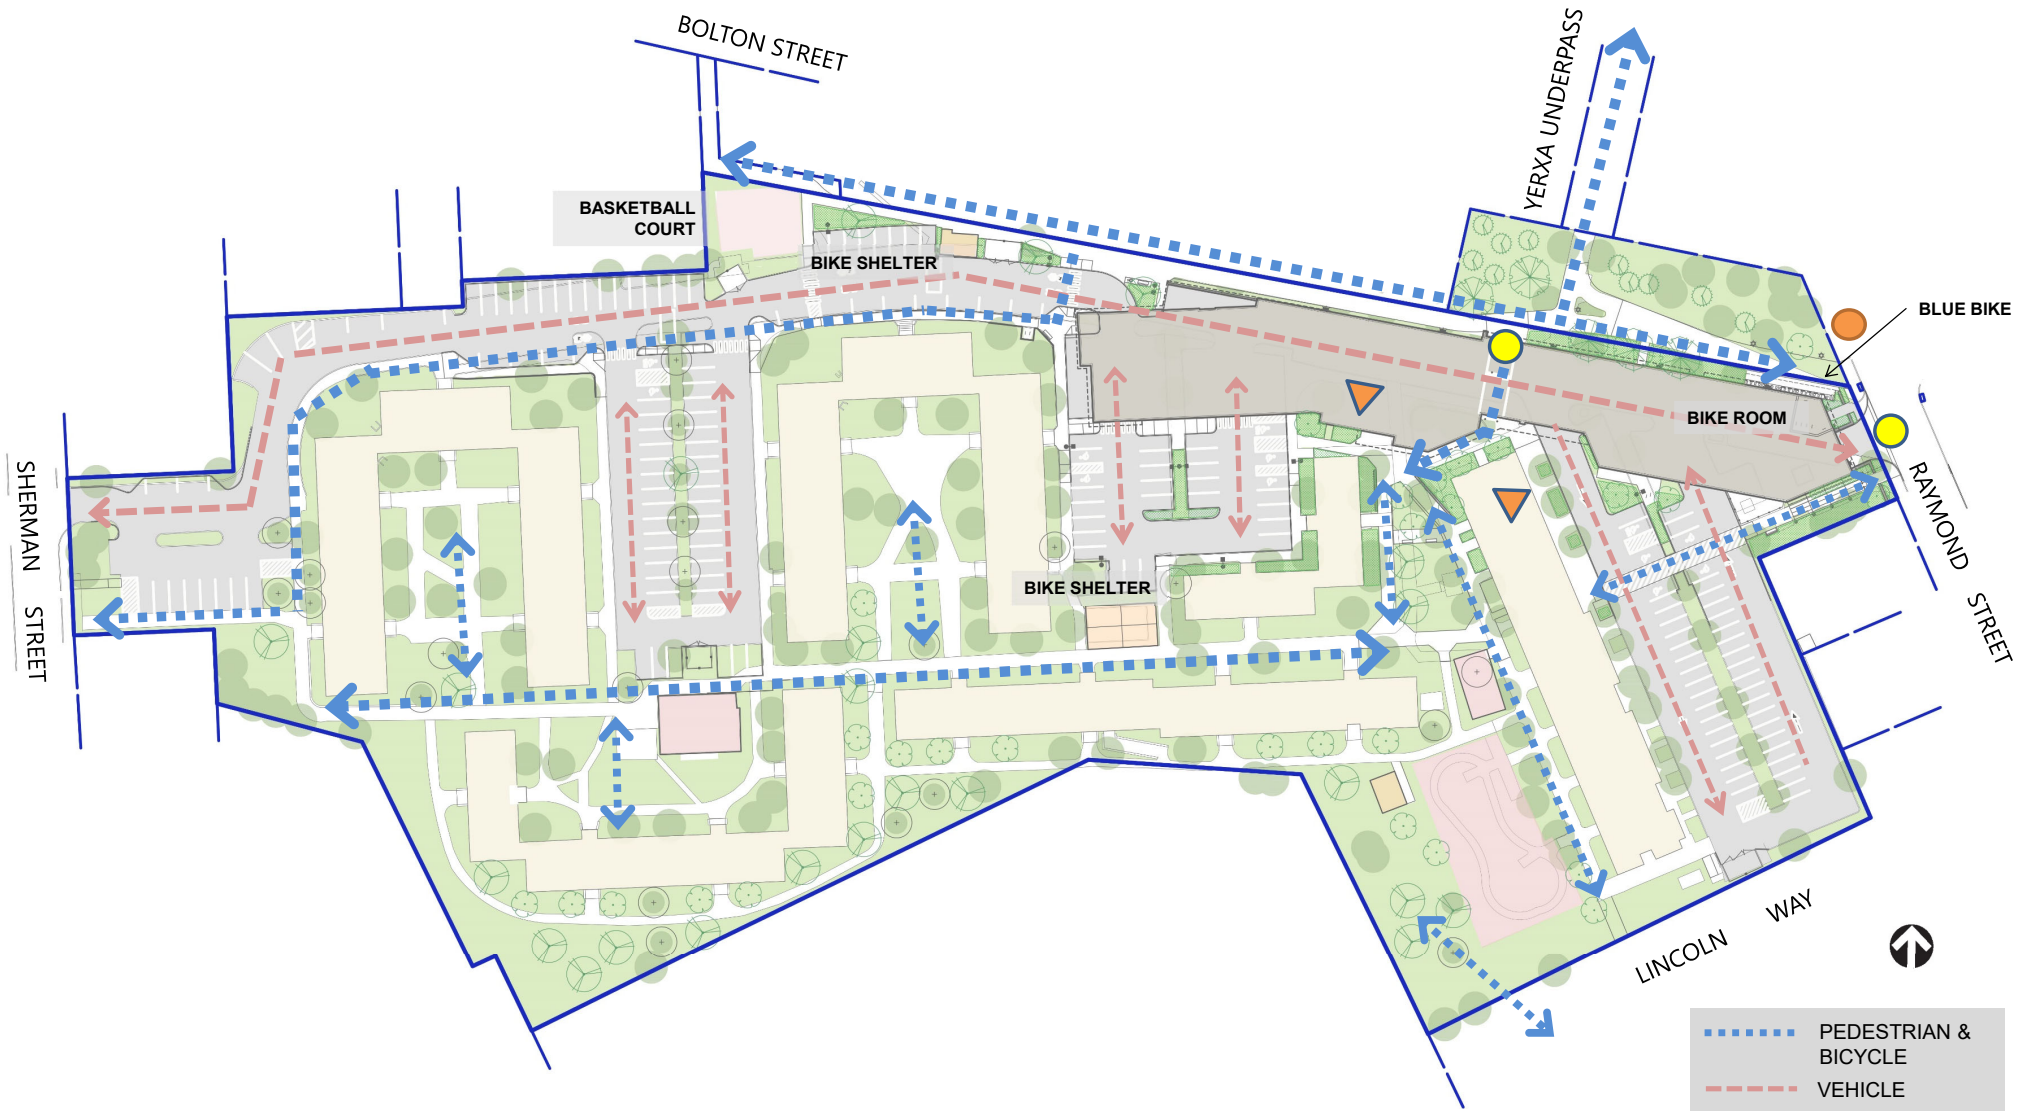 BOLTON STREET
YERXA UNDERPASS
BASKETBALL
COURT
BIKE SHELTER
BLUE BIKE
BIKE ROOM
SHERMAN STREET
RAYMOND STREET
BIKE SHELTER
LINCOLN WAY
PEDESTRIAN &
BICYCLE
VEHICLE